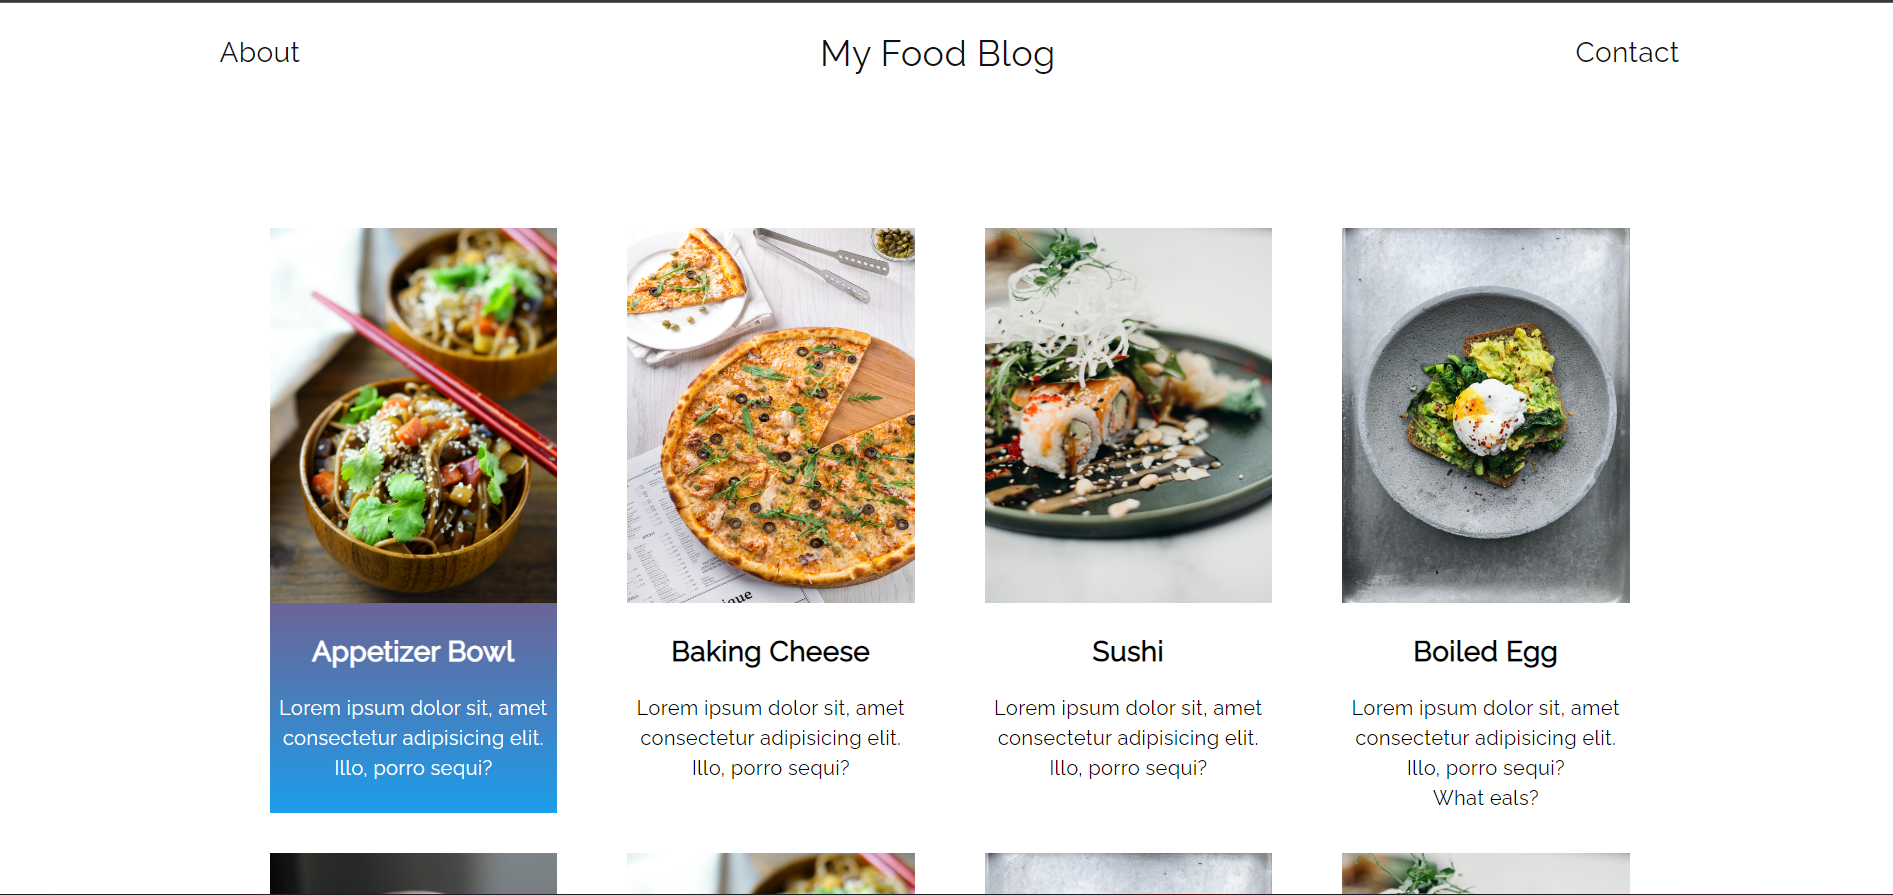 About
My Food Blog
Contact
Appetizer Bowl
Lorem ipsum dolor sit, amet
consectetur adipisicing elit.
Illo, porro sequi?
Baking Cheese
Lorem ipsum dolor sit, amet
consectetur adipisicing elit.
Illo, porro sequi?
Sushi
Lorem ipsum dolor sit, amet
consectetur adipisicing elit.
Illo, porro sequi?
Boiled Egg
Lorem ipsum dolor sit, amet
consectetur adipisicing elit.
Illo, porro sequi?
What eals?